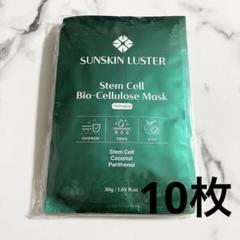 SUNSKIN LUSTER
Stem Cell
Bio-Cellulose Mask
Stem Cell
Coconut
Panthenol
30g / 1.05 fl.oz
10枚